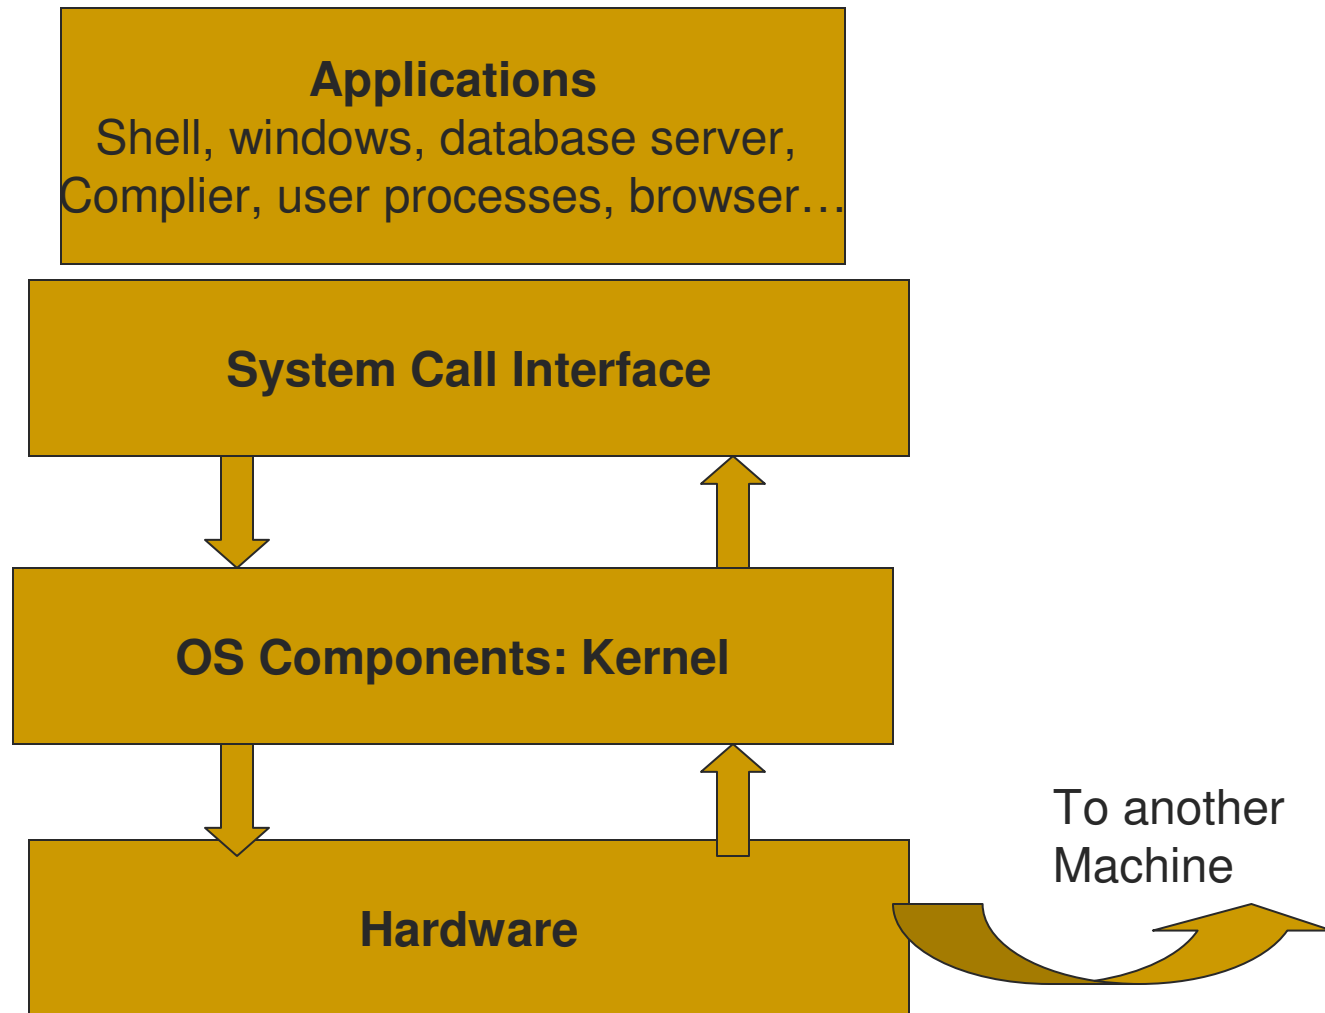 Applications
Shell, windows, database server,
Complier, user processes, browser…
System Call Interface
OS Components: Kernel
To another
Machine
Hardware